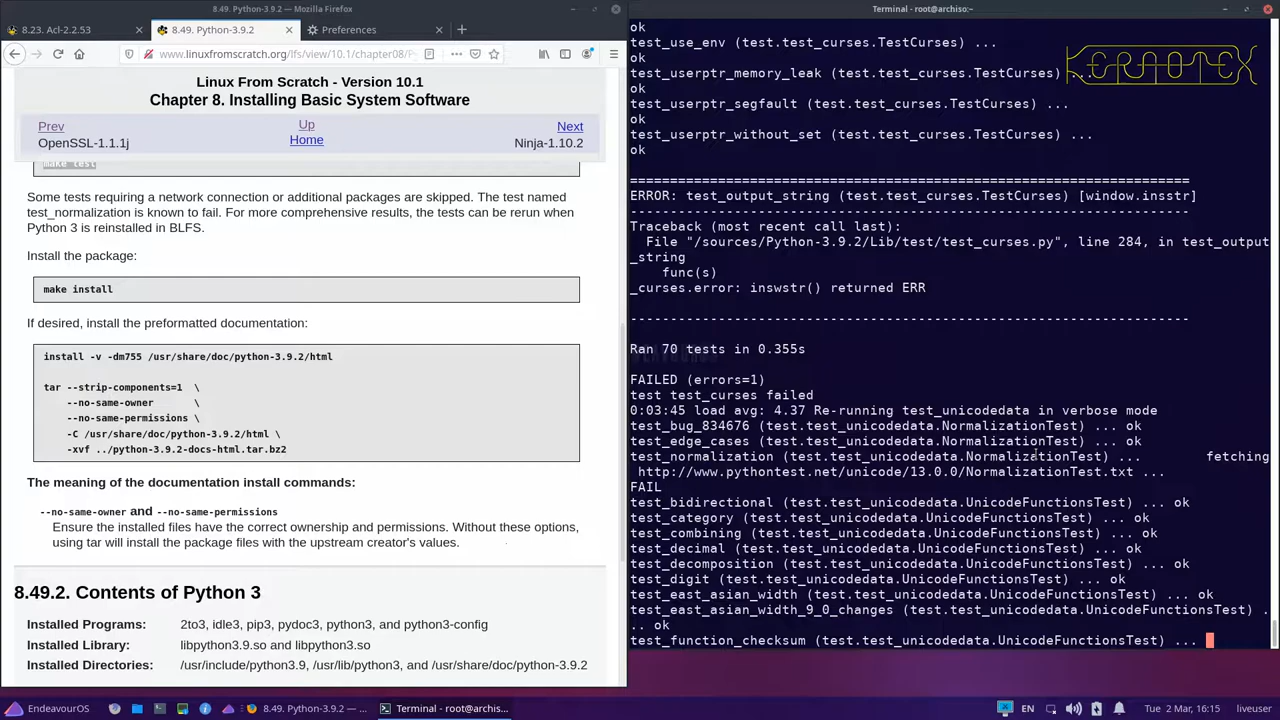 8.49. Python-3.9.2 — Mozilla Firefox
8.23. Acl-2.2.53
8.49. Python-3.9.2
Preferences
www.linuxfromscratch.org/lfs/view/10.1/chapter08/P
Linux From Scratch - Version 10.1
Chapter 8. Installing Basic System Software
Prev
Up
Next
OpenSSL-1.1.1j
Home
Ninja-1.10.2
make test
Some tests requiring a network connection or additional packages are skipped. The test named
test_normalization is known to fail. For more comprehensive results, the tests can be rerun when
Python 3 is reinstalled in BLFS.
Install the package:
make install
If desired, install the preformatted documentation:
install -v -dm755 /usr/share/doc/python-3.9.2/html
tar --strip-components=1 \
--no-same-owner \
--no-same-permissions \
-C /usr/share/doc/python-3.9.2/html \
-xvf ../python-3.9.2-docs-html.tar.bz2
The meaning of the documentation install commands:
--no-same-owner and --no-same-permissions
Ensure the installed files have the correct ownership and permissions. Without these options,
using tar will install the package files with the upstream creator's values.
8.49.2. Contents of Python 3
Installed Programs: 2to3, idle3, pip3, pydoc3, python3, and python3-config
Installed Library: libpython3.9.so and libpython3.so
Installed Directories: /usr/include/python3.9, /usr/lib/python3, and /usr/share/doc/python-3.9.2
Terminal - root@archiso:~
KERNOTEX
ok
test_use_env (test.test_curses.TestCurses) ...
ok
test_userptr_memory_leak (test.test_curses.TestCurses) ...
ok
test_userptr_segfault (test.test_curses.TestCurses) ...
ok
test_userptr_without_set (test.test_curses.TestCurses) ...
ok
======================================================================
ERROR: test_output_string (test.test_curses.TestCurses) [window.insstr]
----------------------------------------------------------------------
Traceback (most recent call last):
File "/sources/Python-3.9.2/Lib/test/test_curses.py", line 284, in test_output
_string
func(s)
_curses.error: inswstr() returned ERR
----------------------------------------------------------------------
Ran 70 tests in 0.355s
FAILED (errors=1)
test test_curses failed
0:03:45 load avg: 4.37 Re-running test_unicodedata in verbose mode
test_bug_834676 (test.test_unicodedata.NormalizationTest) ... ok
test_edge_cases (test.test_unicodedata.NormalizationTest) ... ok
test_normalization (test.test_unicodedata.NormalizationTest) ... fetching
http://www.pythontest.net/unicode/13.0.0/NormalizationTest.txt ...
FAIL
test_bidirectional (test.test_unicodedata.UnicodeFunctionsTest) ... ok
test_category (test.test_unicodedata.UnicodeFunctionsTest) ... ok
test_combining (test.test_unicodedata.UnicodeFunctionsTest) ... ok
test_decimal (test.test_unicodedata.UnicodeFunctionsTest) ... ok
test_decomposition (test.test_unicodedata.UnicodeFunctionsTest) ... ok
test_digit (test.test_unicodedata.UnicodeFunctionsTest) ... ok
test_east_asian_width (test.test_unicodedata.UnicodeFunctionsTest) ... ok
test_east_asian_width_9_0_changes (test.test_unicodedata.UnicodeFunctionsTest) .
.. ok
test_function_checksum (test.test_unicodedata.UnicodeFunctionsTest) ...
EndeavourOS
8.49. Python-3.9.2 — ...
Terminal - root@archis...
EN
Tue 2 Mar, 16:15
liveuser